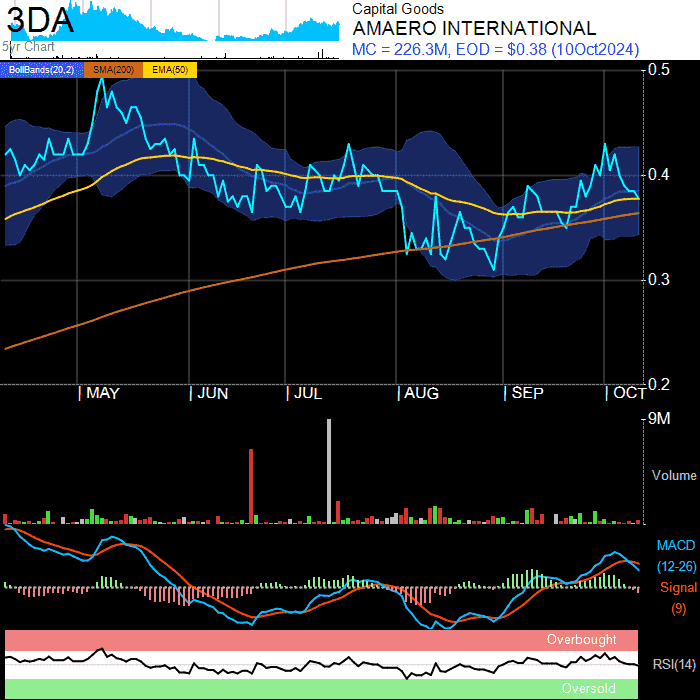 3DA
5yr Chart
Capital Goods
AMAERO INTERNATIONAL
MC = 226.3M, EOD = $0.38 (10Oct2024)
BollBands(20,2) SMA(200) EMA(50)
0.5
0.4
0.3
0.2
| MAY | JUN | JUL | AUG | SEP | OCT
9M
Volume
MACD
(12-26)
Signal
(9)
Overbought
RSI(14)
Oversold